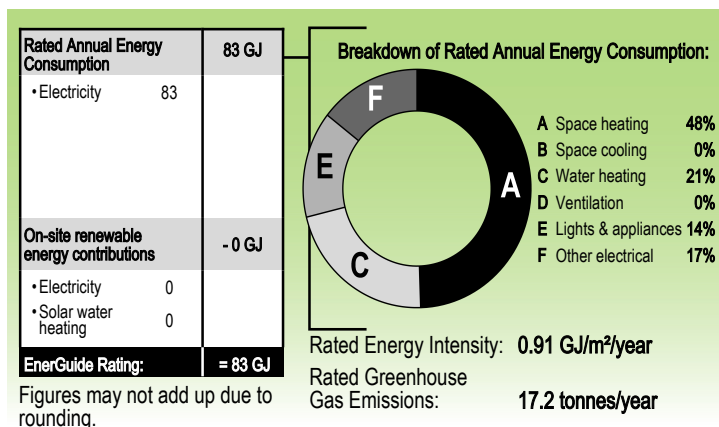 Rated Annual Energy
Consumption
83 GJ
• Electricity 83
On-site renewable
energy contributions
- 0 GJ
• Electricity 0
• Solar water
heating 0
EnerGuide Rating: = 83 GJ
Figures may not add up due to
rounding.
Breakdown of Rated Annual Energy Consumption:
F
E
A
C
A Space heating 48%
B Space cooling 0%
C Water heating 21%
D Ventilation 0%
E Lights & appliances 14%
F Other electrical 17%
Rated Energy Intensity: 0.91 GJ/m²/year
Rated Greenhouse
Gas Emissions: 17.2 tonnes/year